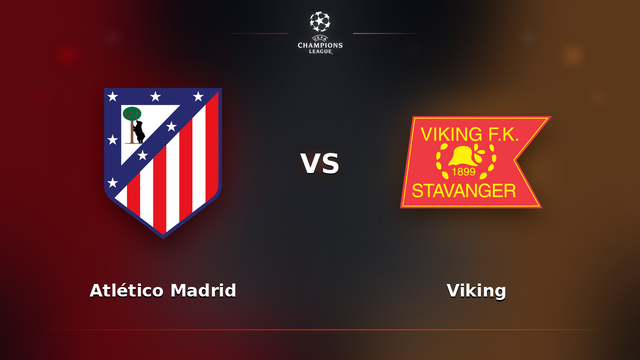 UEFA
CHAMPIONS
LEAGUE
VS
VIKING F.K.
1899
STAVANGER
Atlético Madrid
Viking